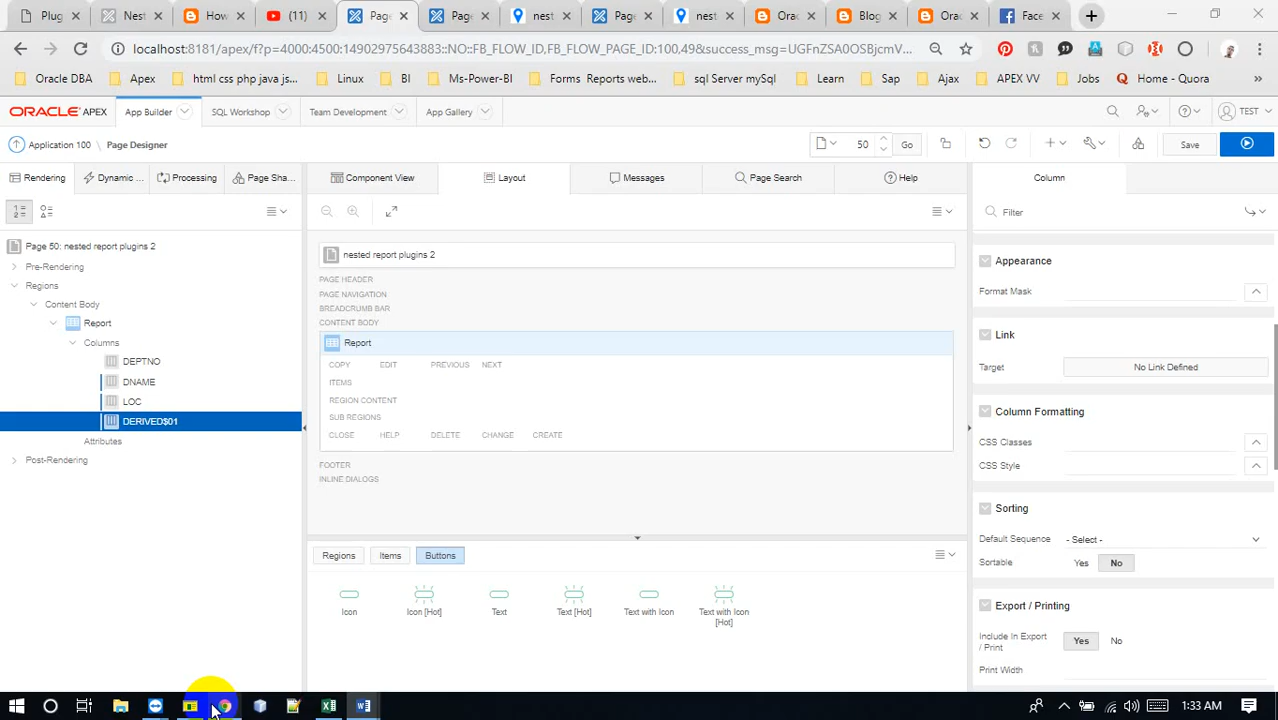 Plug
Nest
How
(11)
Page
Page
nest
Page
nest
Orac
Blog
Orac
Face
localhost:8181/apex/f?p=4000:4500:14902975643883::NO::FB_FLOW_ID,FB_FLOW_PAGE_ID:100,49&success_msg=UGFnZSA0OSBjcmV...
Oracle DBA
Apex
html css php java js...
Linux
BI
Ms-Power-BI
Forms Reports web...
sql Server mySql
Learn
Sap
Ajax
APEX VV
Jobs
Home - Quora
ORACLE APEX
App Builder
SQL Workshop
Team Development
App Gallery
TEST
Application 100 \ Page Designer
50
Go
Save
Rendering
Dynamic ...
Processing
Page Sha...
Component View
Layout
Messages
Page Search
Help
Column
Filter
Page 50: nested report plugins 2
Pre-Rendering
Regions
Content Body
Report
Columns
DEPTNO
DNAME
LOC
DERIVED$01
Attributes
Post-Rendering
nested report plugins 2
PAGE HEADER
PAGE NAVIGATION
BREADCRUMB BAR
CONTENT BODY
Report
COPY EDIT PREVIOUS NEXT
ITEMS
REGION CONTENT
SUB REGIONS
CLOSE HELP DELETE CHANGE CREATE
FOOTER
INLINE DIALOGS
Regions
Items
Buttons
Icon
Icon [Hot]
Text
Text [Hot]
Text with Icon
Text with Icon
[Hot]
Appearance
Format Mask
Link
Target
No Link Defined
Column Formatting
CSS Classes
CSS Style
Sorting
Default Sequence
- Select -
Sortable
Yes
No
Export / Printing
Include In Export
/ Print
Yes
No
Print Width
1:33 AM